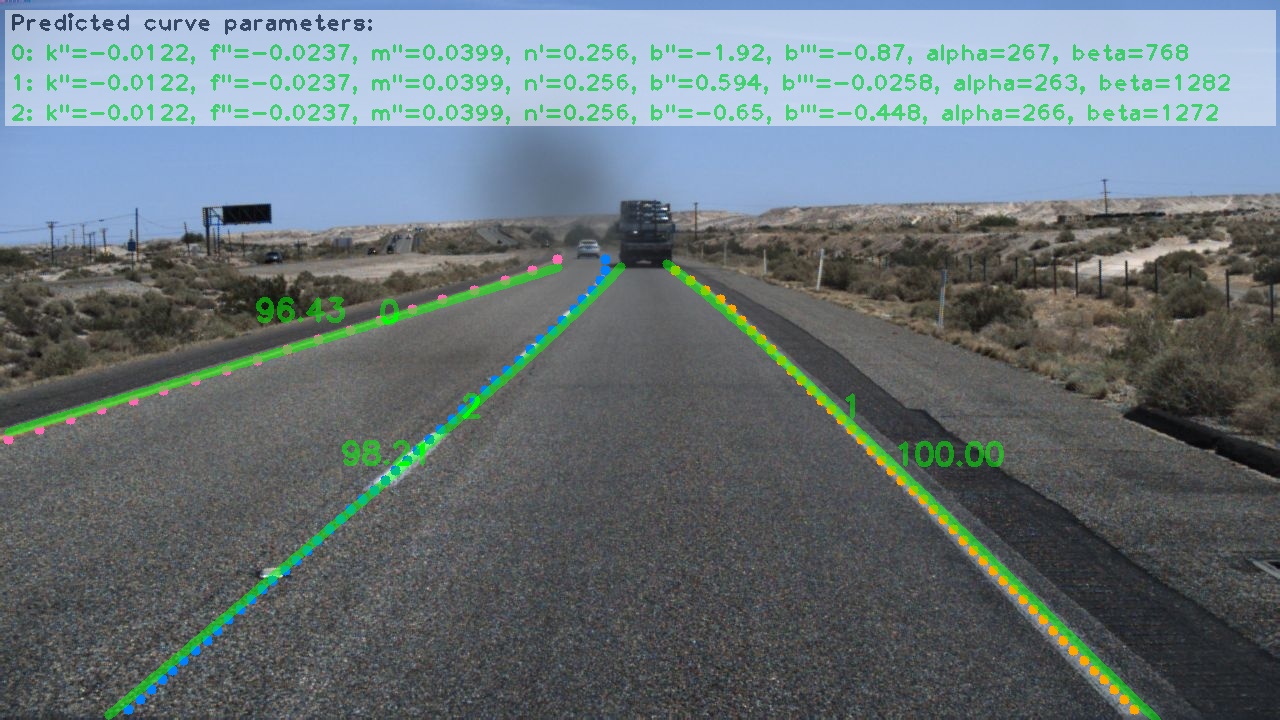 Predicted curve parameters:
0: k''=-0.0122, f''=-0.0237, m''=0.0399, n'=0.256, b''=-1.92, b'''=-0.87, alpha=267, beta=768
1: k''=-0.0122, f''=-0.0237, m''=0.0399, n'=0.256, b''=0.594, b'''=-0.0258, alpha=263, beta=1282
2: k''=-0.0122, f''=-0.0237, m''=0.0399, n'=0.256, b''=-0.65, b'''=-0.448, alpha=266, beta=1272
96.43 0
2 1
100.00